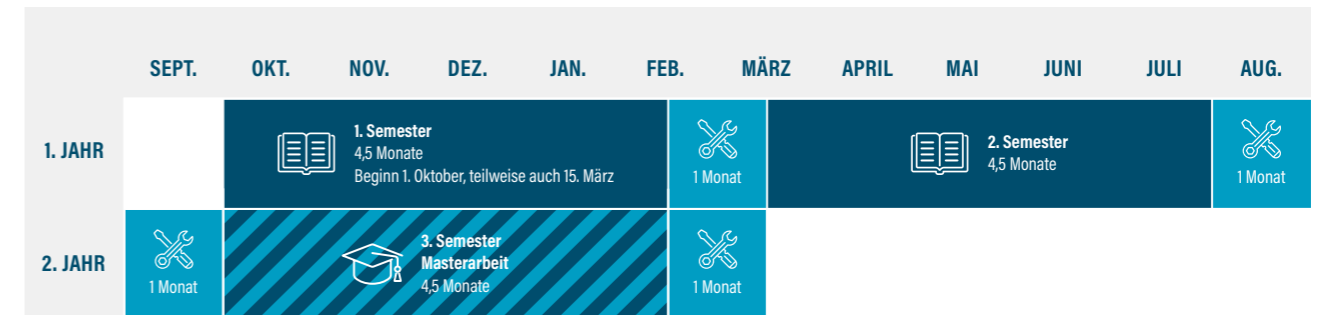 SEPT. OKT. NOV. DEZ. JAN. FEB. MÄRZ APRIL MAI JUNI JULI AUG.
1. JAHR
1. Semester
4,5 Monate
Beginn 1. Oktober, teilweise auch 15. März
1 Monat
2. Semester
4,5 Monate
1 Monat
2. JAHR
1 Monat
3. Semester
Masterarbeit
4,5 Monate
1 Monat